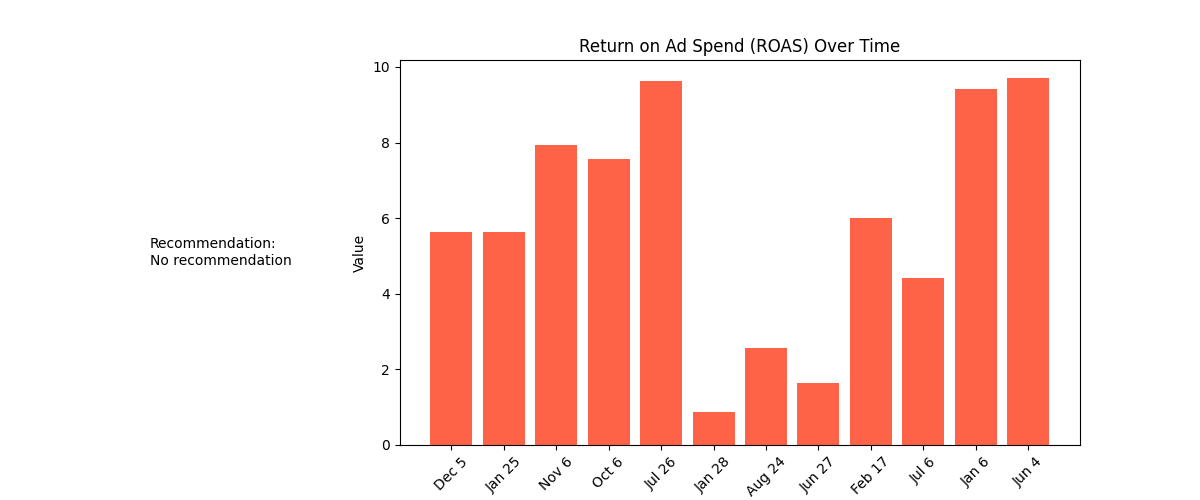 Return on Ad Spend (ROAS) Over Time
Recommendation:
No recommendation
Value
10
8
6
4
2
0
Dec 5
Jan 25
Nov 6
Oct 6
Jul 26
Jan 28
Aug 24
Jun 27
Feb 17
Jul 6
Jan 6
Jun 4